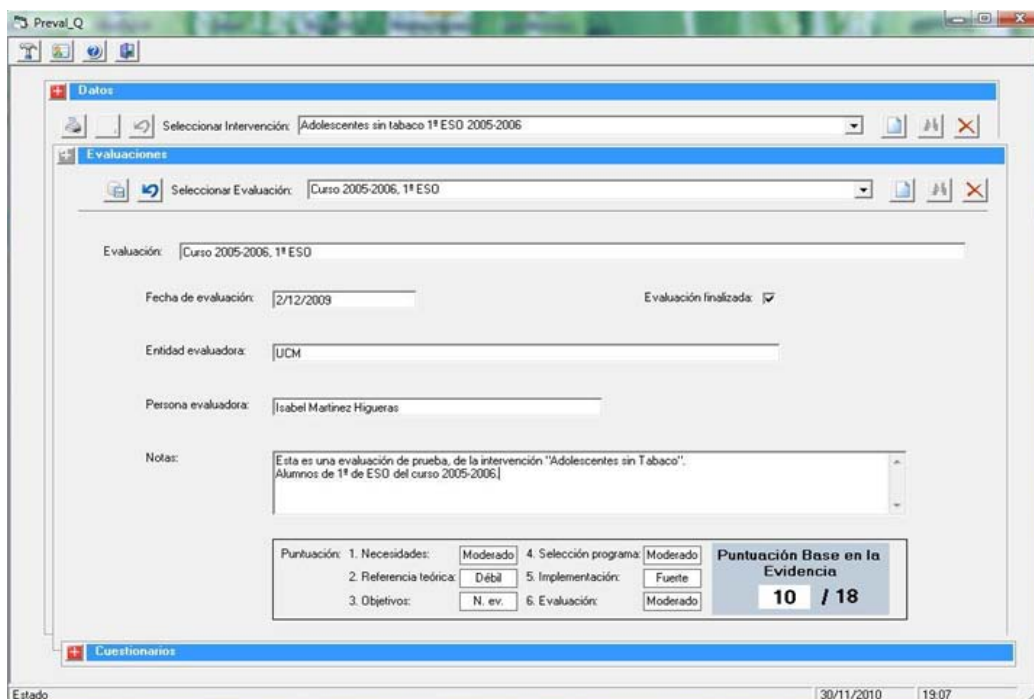 Preval_Q
Datos
Seleccionar Intervención: Adolescentes sin tabaco 1º ESO 2005-2006
Evaluaciones
Seleccionar Evaluación: Curso 2005-2006, 1º ESO
Evaluación: Curso 2005-2006, 1º ESO
Fecha de evaluación: 2/12/2009 Evaluación finalizada:
Entidad evaluadora: UCM
Persona evaluadora: Isabel Martinez Higueras
Notas: Esta es una evaluación de prueba, de la intervención "Adolescentes sin Tabaco".
Alumnos de 1º de ESO del curso 2005-2006.
Puntuación: 1. Necesidades: Moderado 4. Selección programa: Moderado
2. Referencia teórica: Débil 5. Implementación: Fuerte
3. Objetivos: N. ev. 6. Evaluación: Moderado
Puntuación Base en la
Evidencia
10 / 18
Cuestionarios
Estado 30/11/2010 19:07